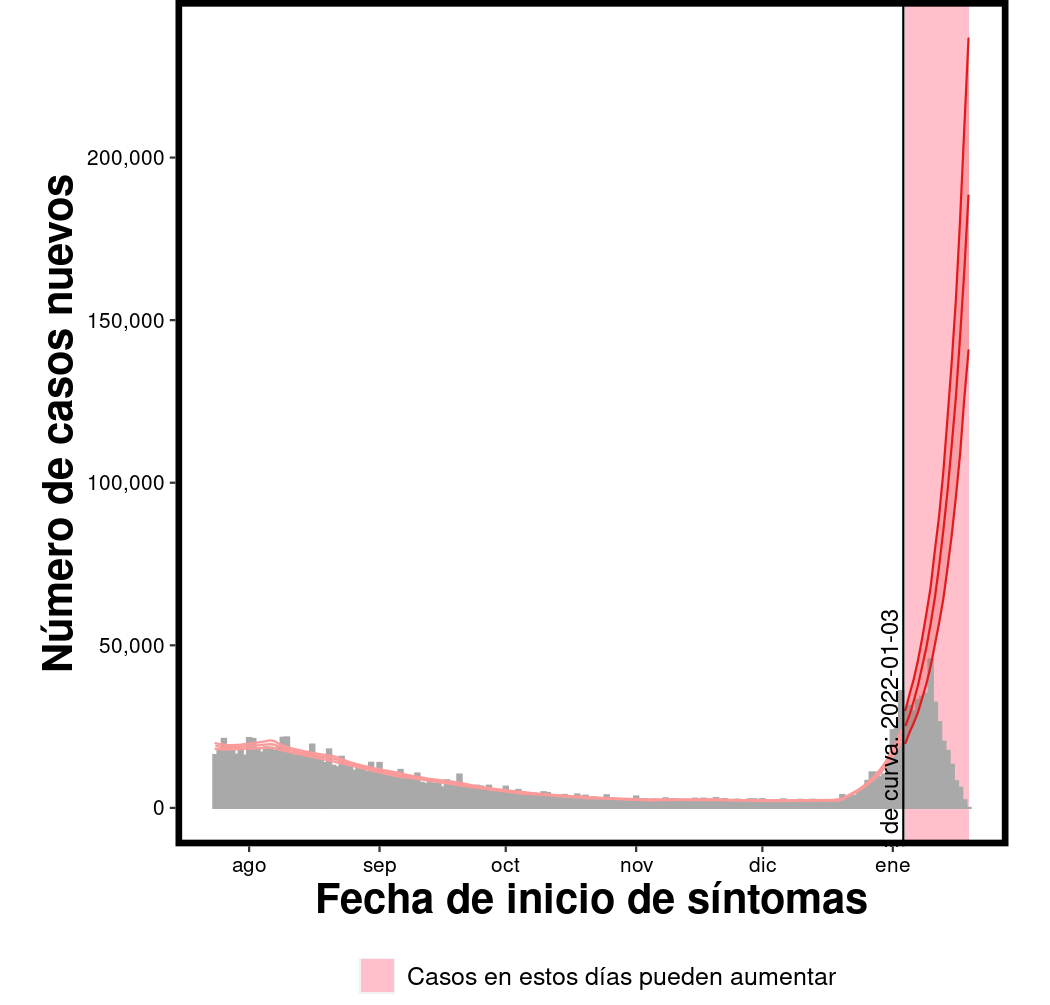 Número de casos nuevos
200,000
150,000
100,000
50,000
0
de curva: 2022-01-03
ago
sep
oct
nov
dic
ene
Fecha de inicio de síntomas
Casos en estos días pueden aumentar